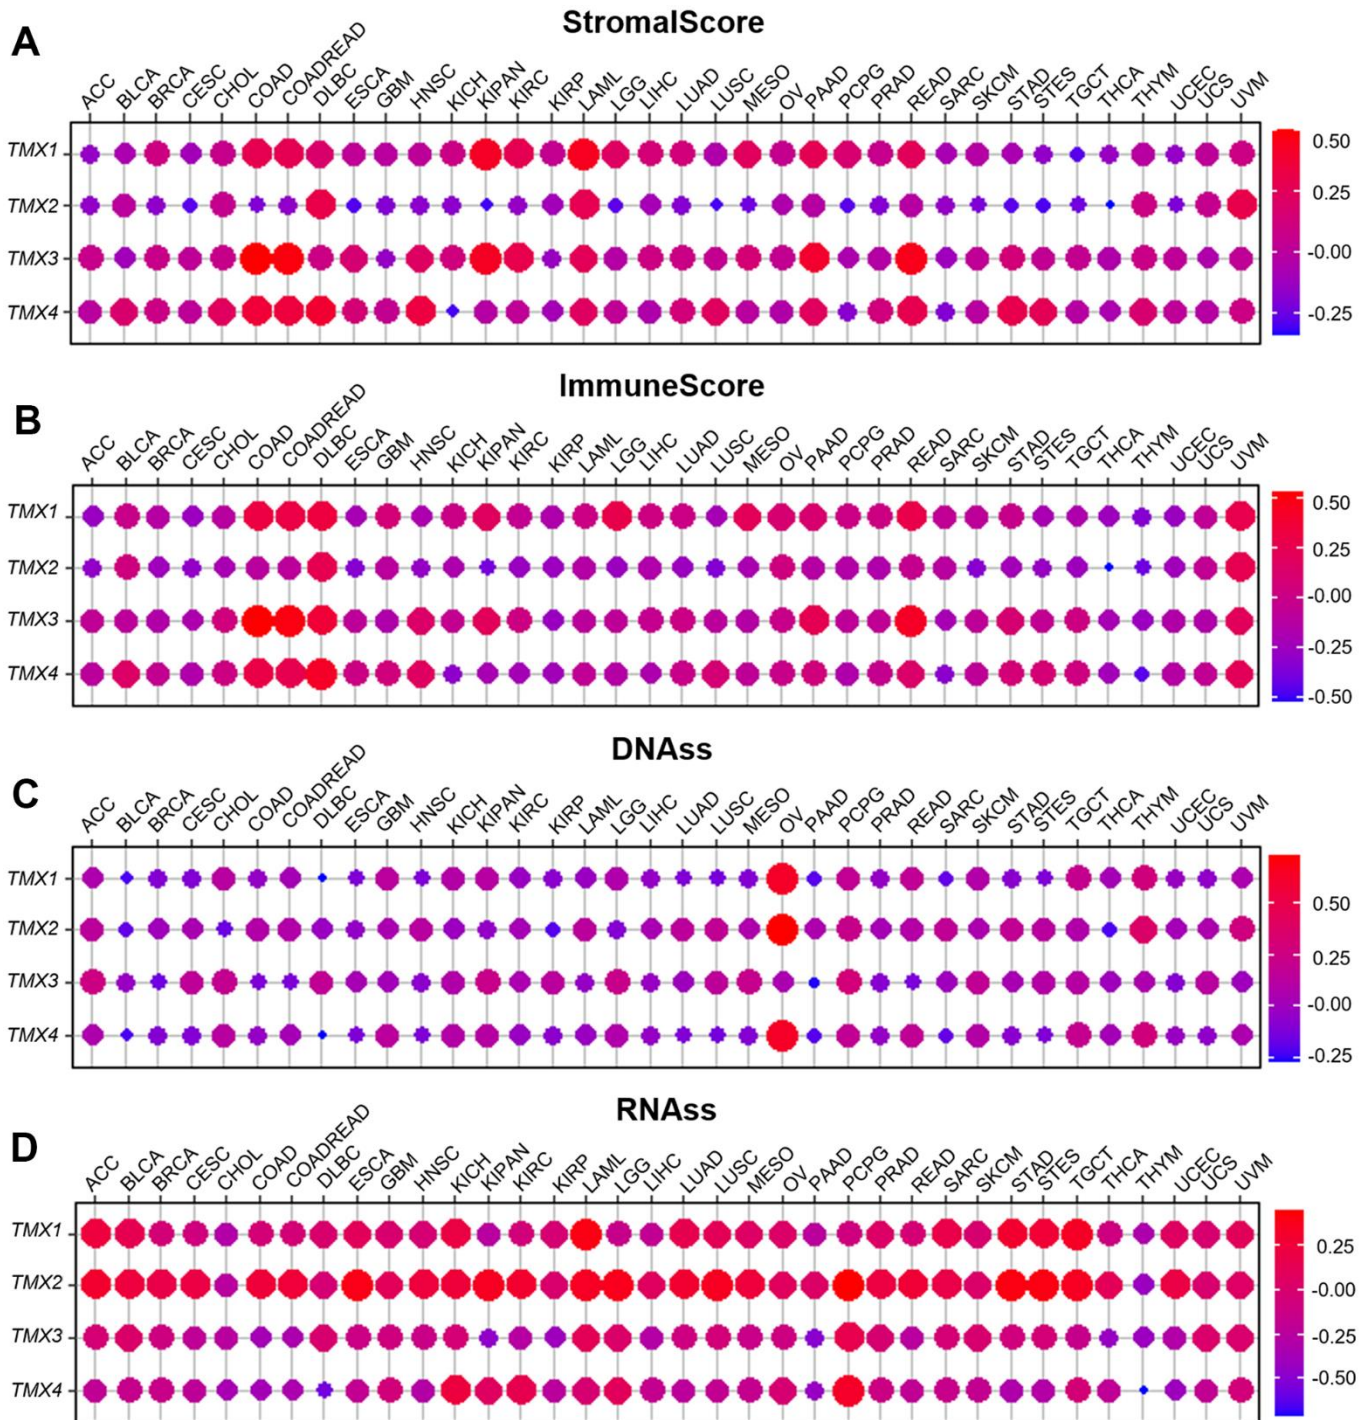 A
StromalScore
ACC BLCA BRCA CESC CHOL COAD COADREAD DLBC ESCA GBM HNSC KICH KIPAN KIRC KIRP LAML LGG LIHC LUAD LUSC MESO OV PAAD PCPG PRAD READ SARC SKCM STAD STES TGCT THCA THYM UCEC UCS UVM
TMX1
TMX2
TMX3
TMX4
0.50
0.25
-0.00
-0.25
B
ImmuneScore
ACC BLCA BRCA CESC CHOL COAD COADREAD DLBC ESCA GBM HNSC KICH KIPAN KIRC KIRP LAML LGG LIHC LUAD LUSC MESO OV PAAD PCPG PRAD READ SARC SKCM STAD STES TGCT THCA THYM UCEC UCS UVM
TMX1
TMX2
TMX3
TMX4
0.50
0.25
-0.00
-0.25
-0.50
C
DNAss
ACC BLCA BRCA CESC CHOL COAD COADREAD DLBC ESCA GBM HNSC KICH KIPAN KIRC KIRP LAML LGG LIHC LUAD LUSC MESO OV PAAD PCPG PRAD READ SARC SKCM STAD STES TGCT THCA THYM UCEC UCS UVM
TMX1
TMX2
TMX3
TMX4
0.50
0.25
-0.00
-0.25
D
RNAss
ACC BLCA BRCA CESC CHOL COAD COADREAD DLBC ESCA GBM HNSC KICH KIPAN KIRC KIRP LAML LGG LIHC LUAD LUSC MESO OV PAAD PCPG PRAD READ SARC SKCM STAD STES TGCT THCA THYM UCEC UCS UVM
TMX1
TMX2
TMX3
TMX4
0.25
-0.00
-0.25
-0.50